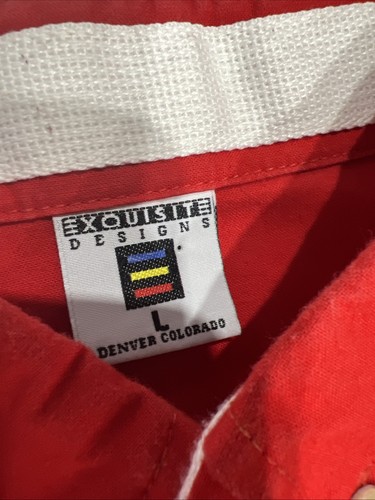 EXQUISITE
DESIGNS
L
DENVER COLORADO